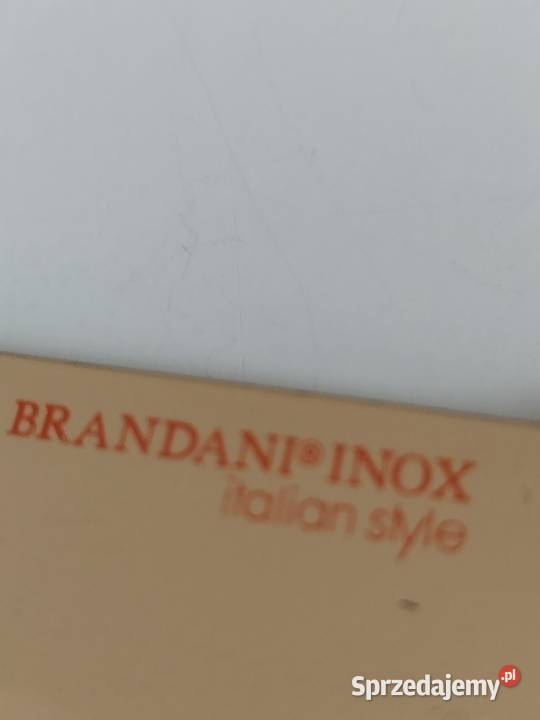 BRANDANI® INOX
italian style
Sprzedajemy.pl